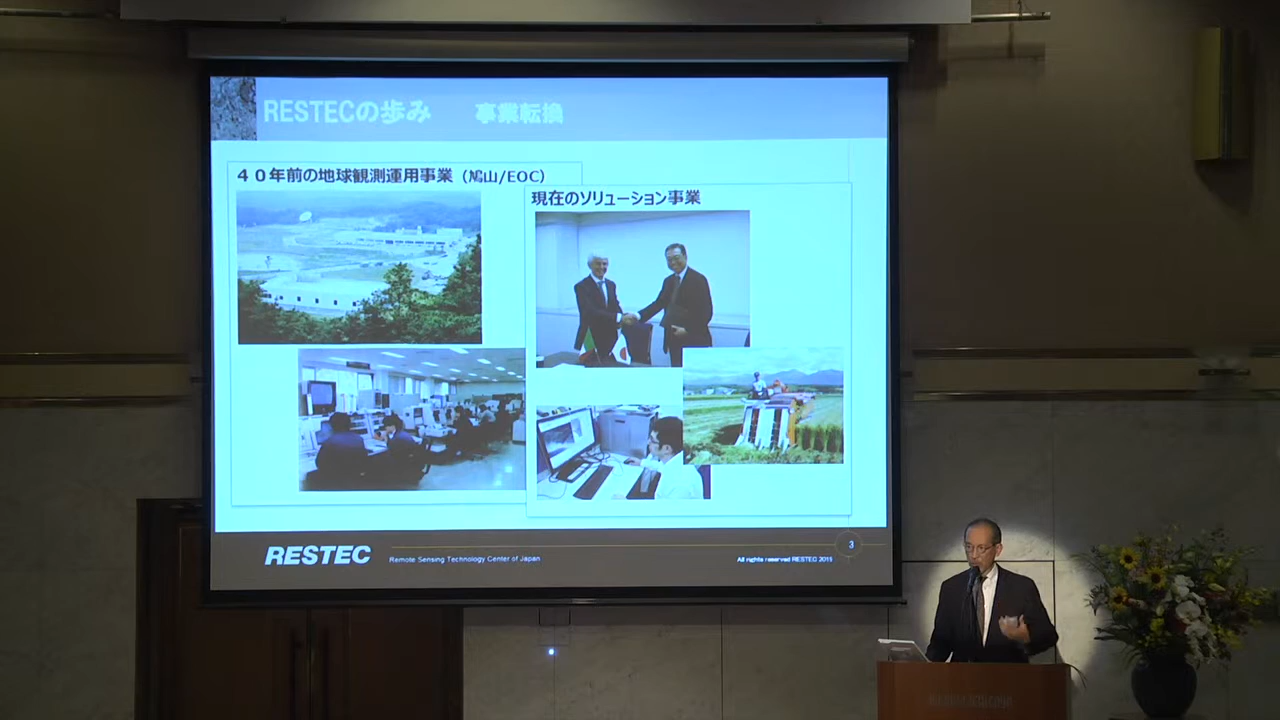 RESTECの歩み 事業転換
４０年前の地球観測運用事業（鳩山/EOC）
現在のソリューション事業
RESTEC
Remote Sensing Technology Center of Japan
All rights reserved RESTEC 2015
3